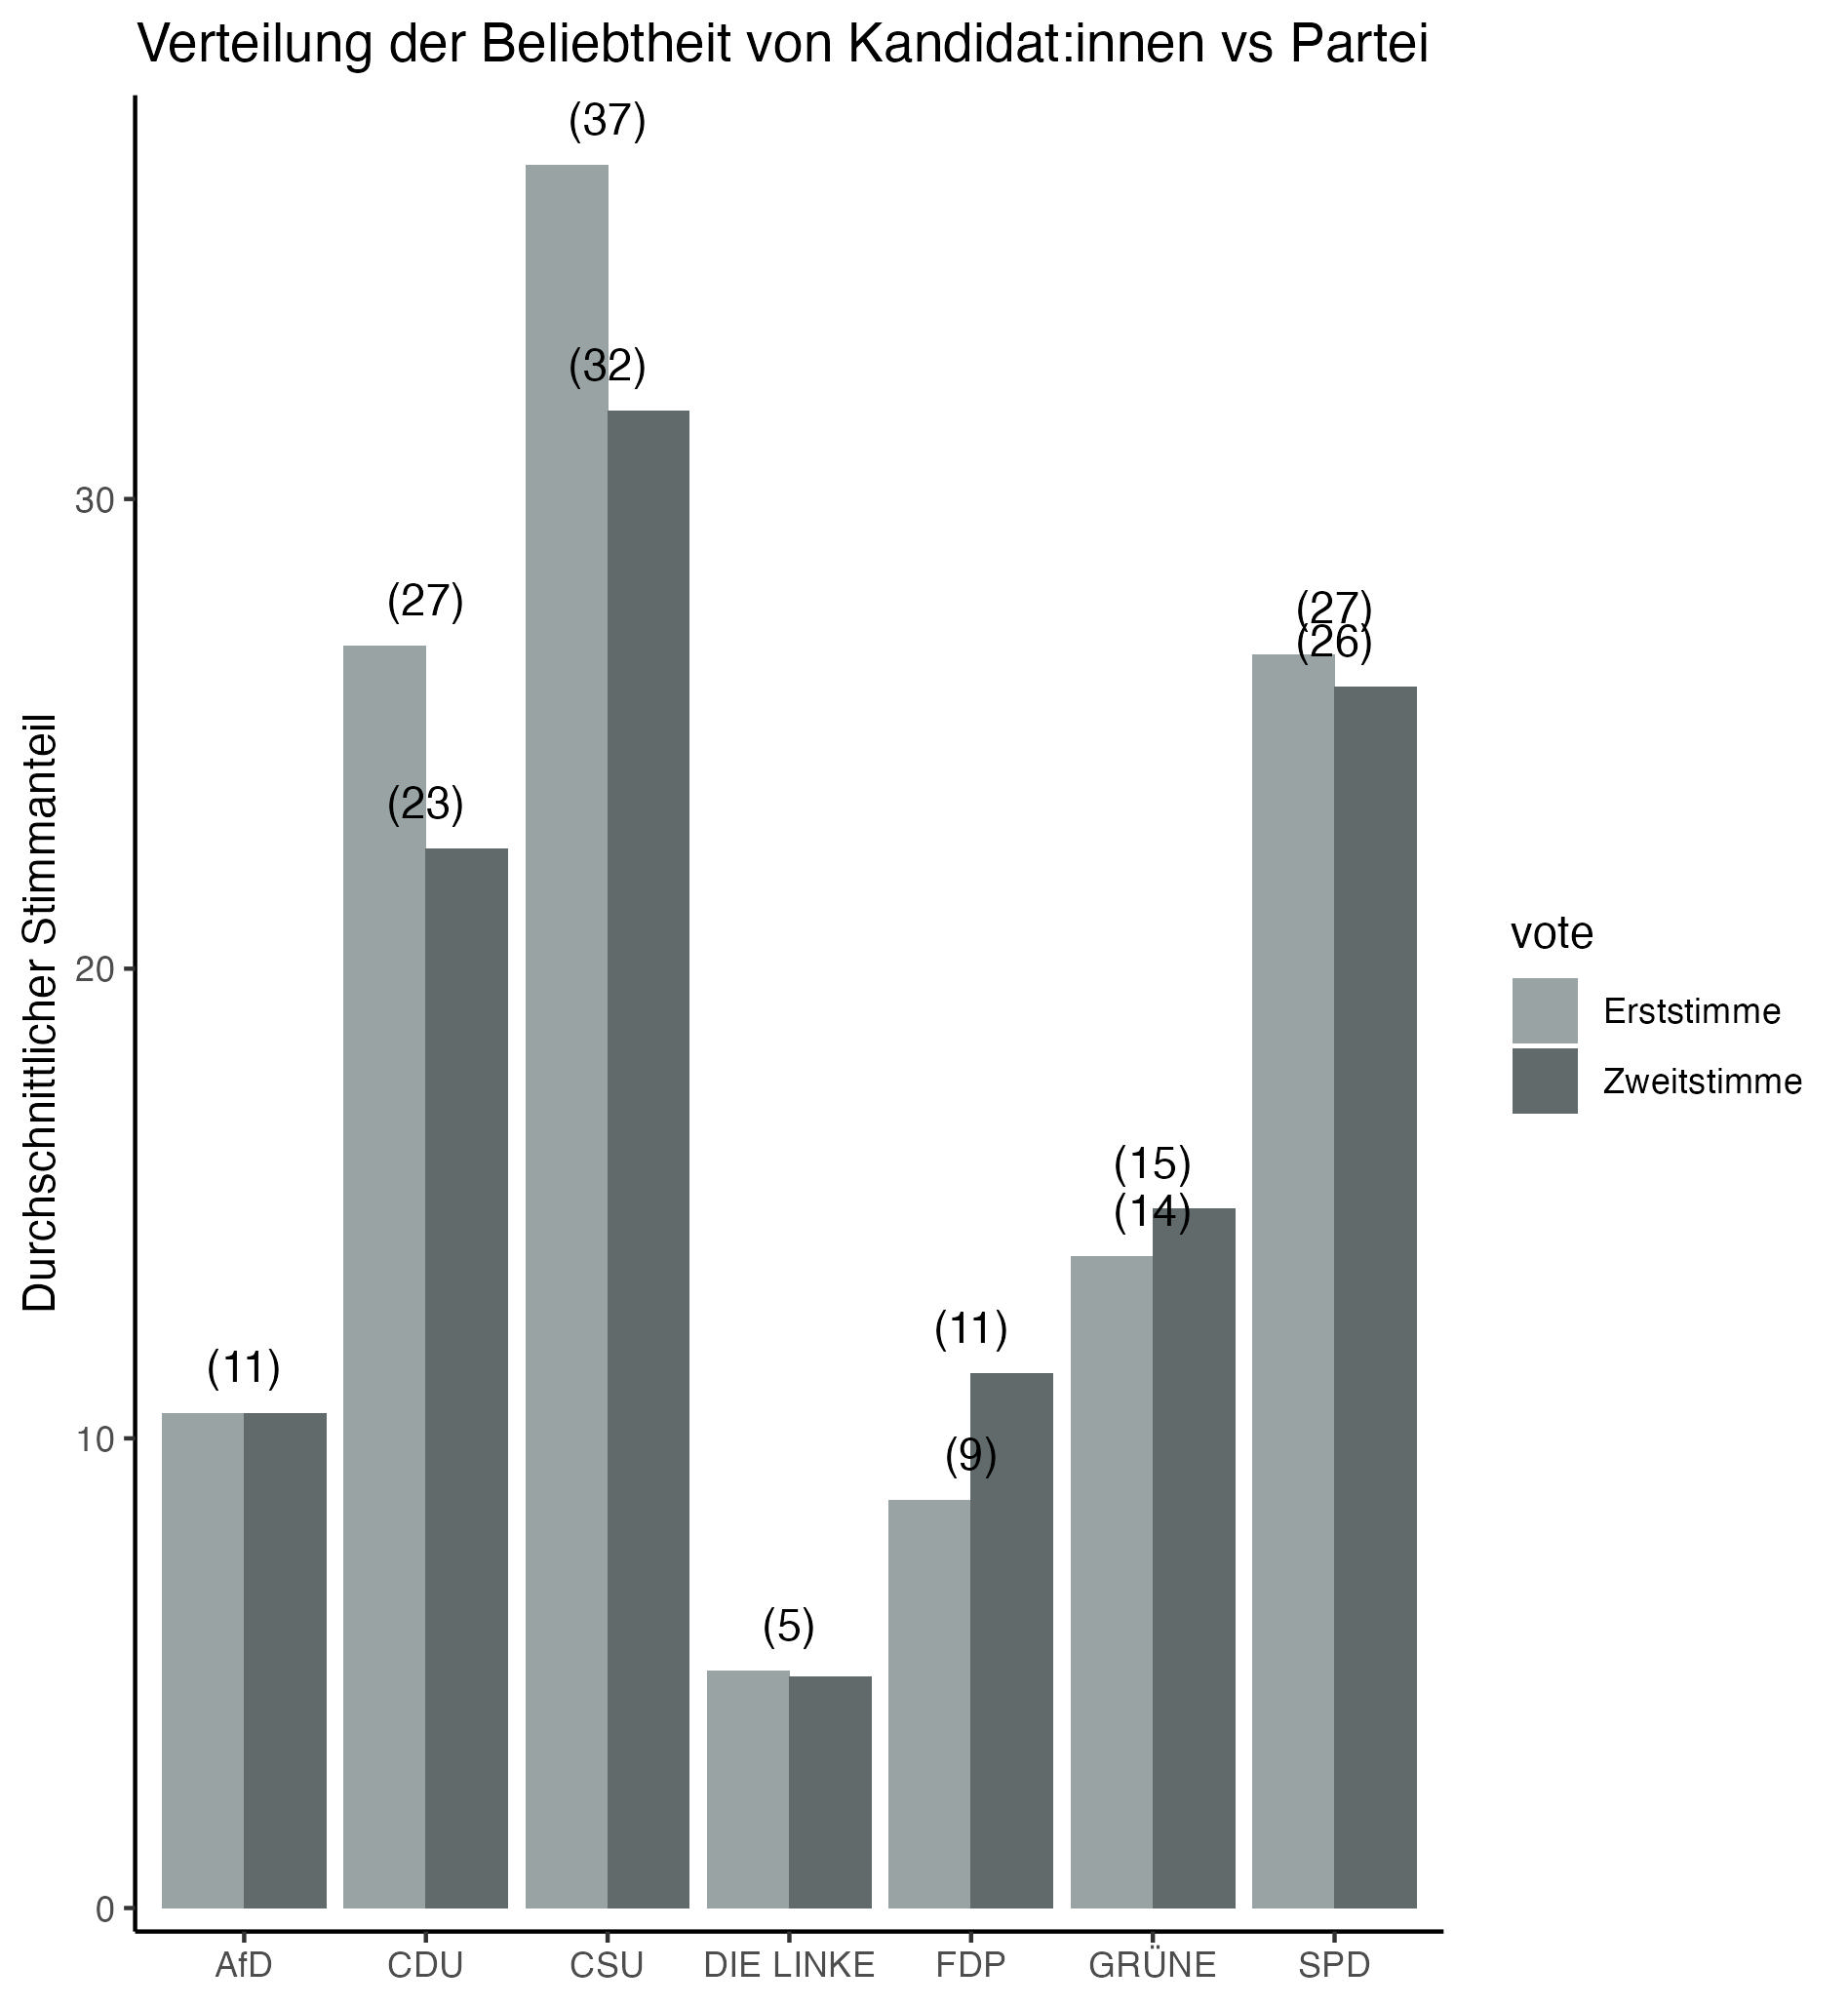 Verteilung der Beliebtheit von Kandidat:innen vs Partei
Durchschnittlicher Stimmanteil
30
20
10
0
(11)
(27)
(23)
(37)
(32)
(5)
(11)
(9)
(15)
(14)
(27)
(26)
AfD
CDU
CSU
DIE LINKE
FDP
GRÜNE
SPD
vote
Erststimme
Zweitstimme